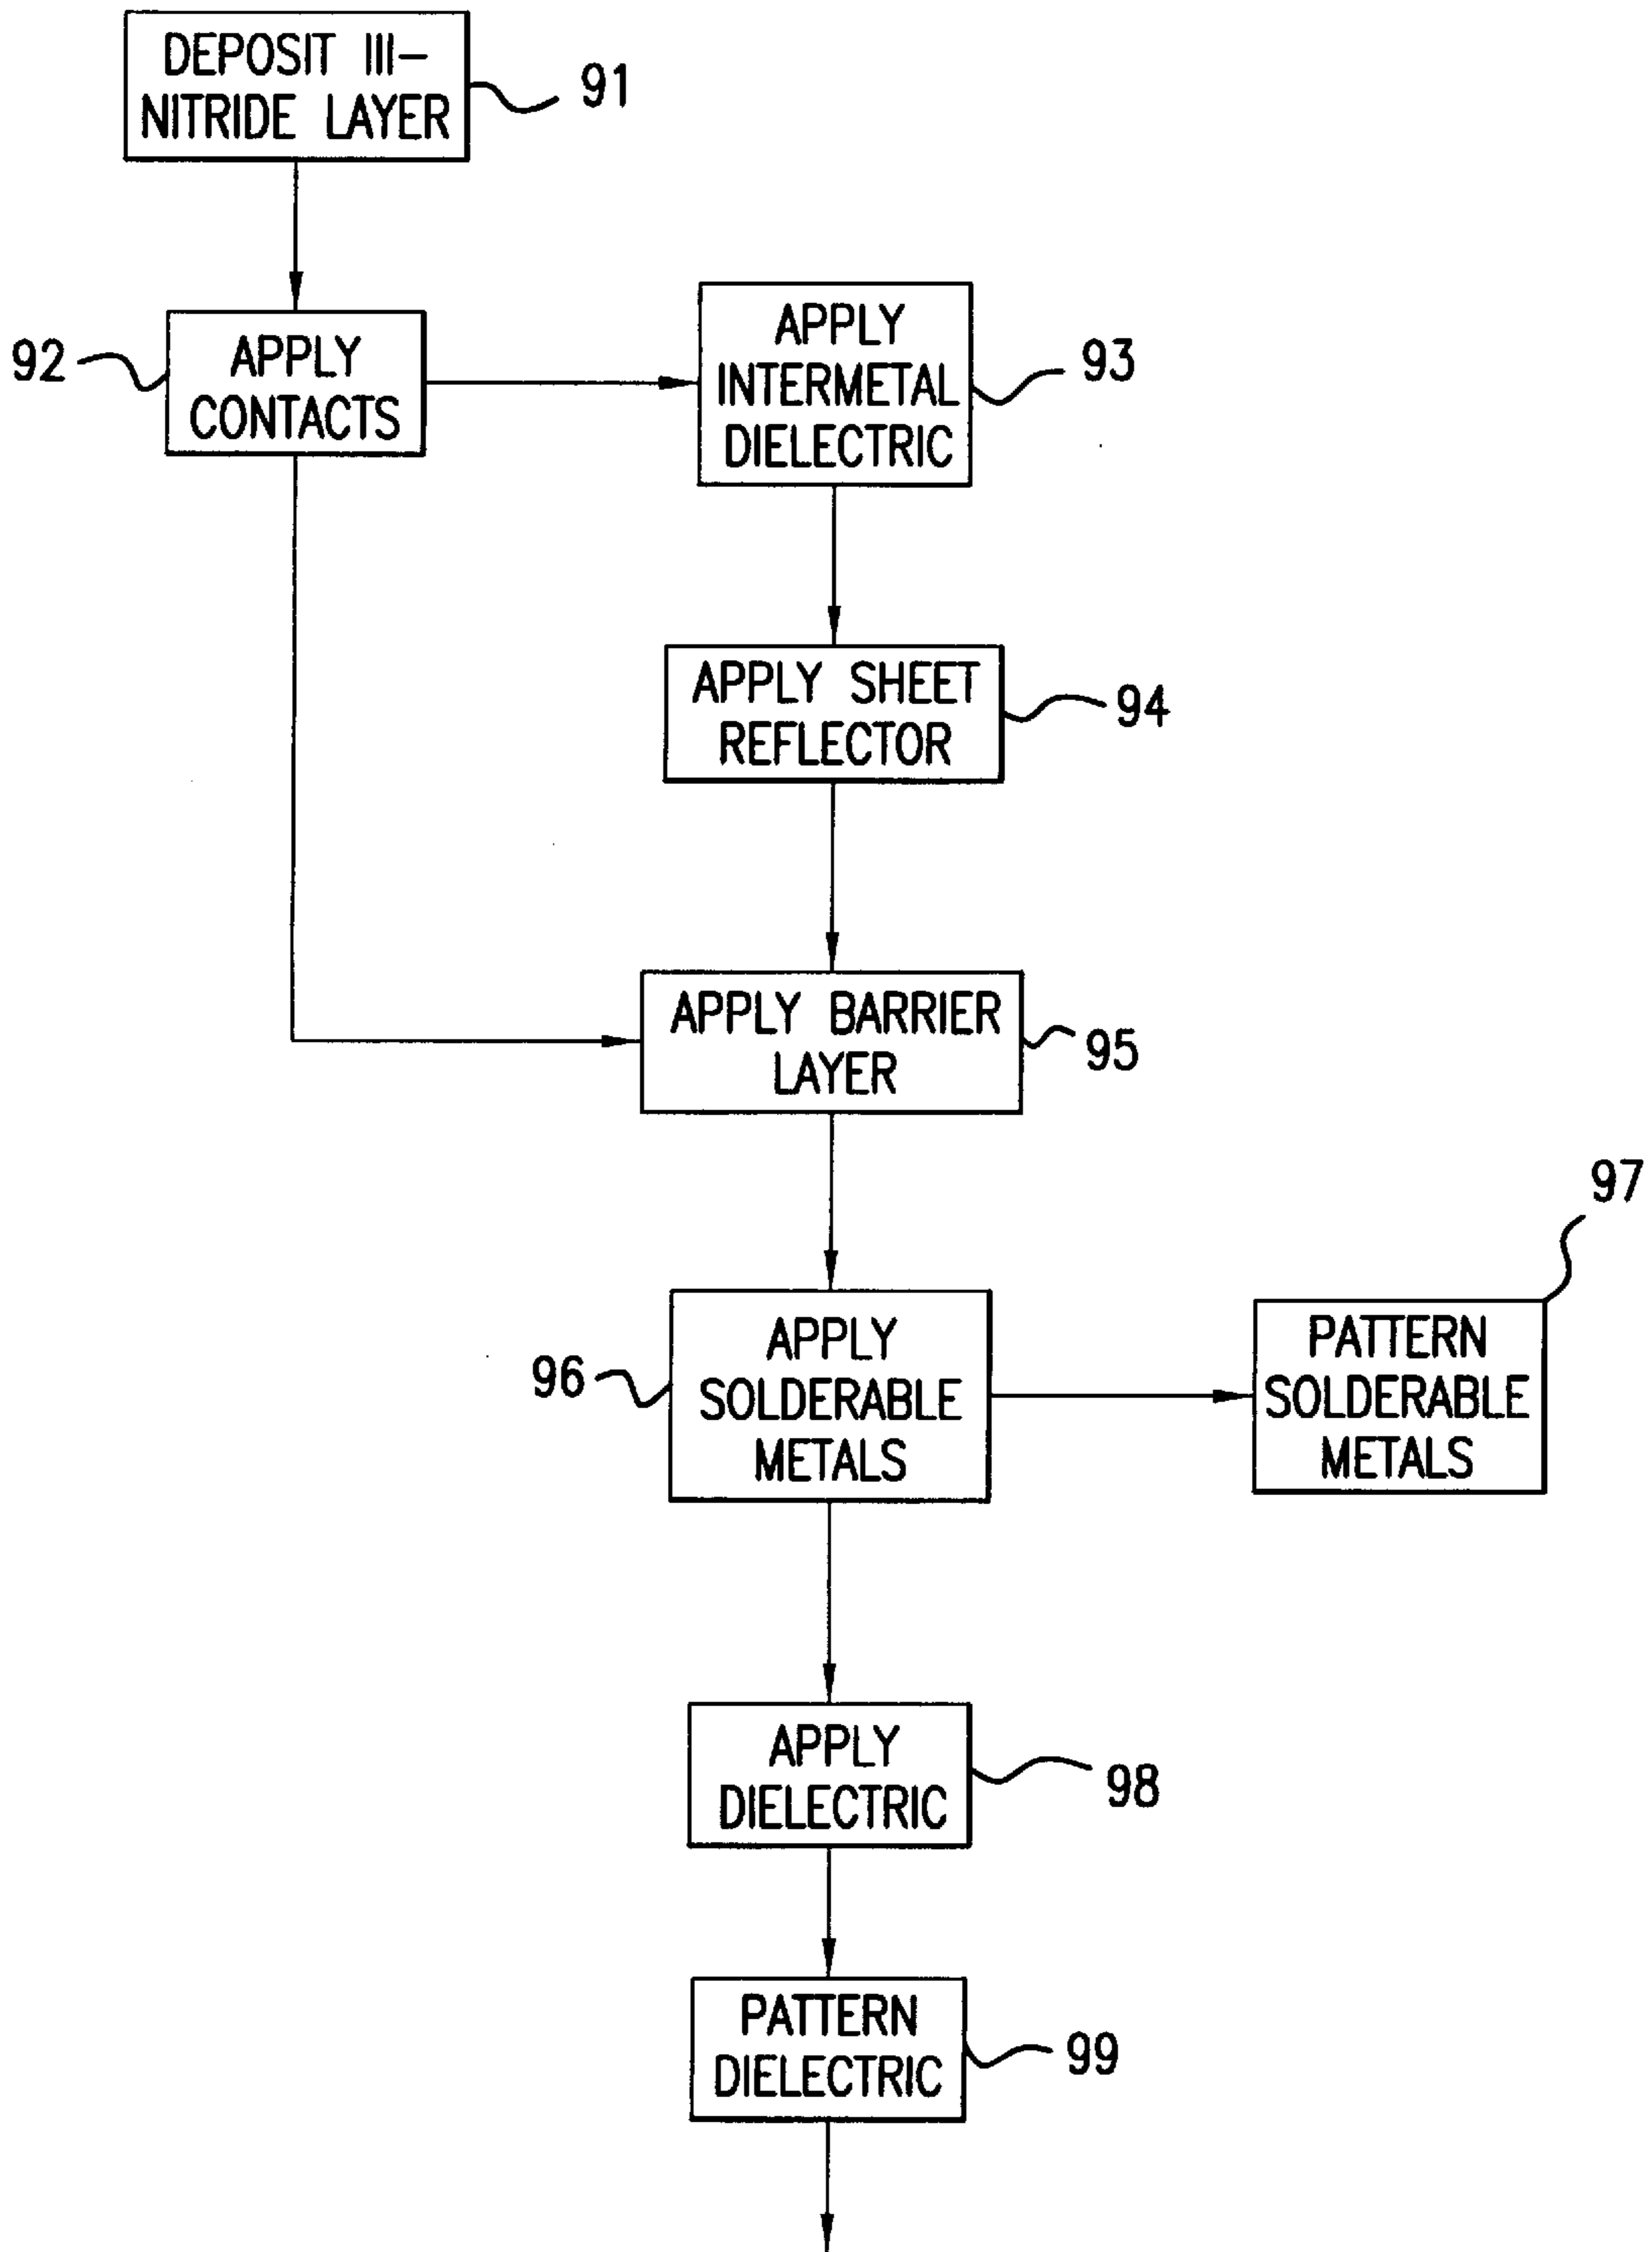 DEPOSIT III-
NITRIDE LAYER
91
92
APPLY
CONTACTS
APPLY
INTERMETAL
DIELECTRIC
93
APPLY SHEET
REFLECTOR
94
APPLY BARRIER
LAYER
95
96
APPLY
SOLDERABLE
METALS
97
PATTERN
SOLDERABLE
METALS
APPLY
DIELECTRIC
98
PATTERN
DIELECTRIC
99